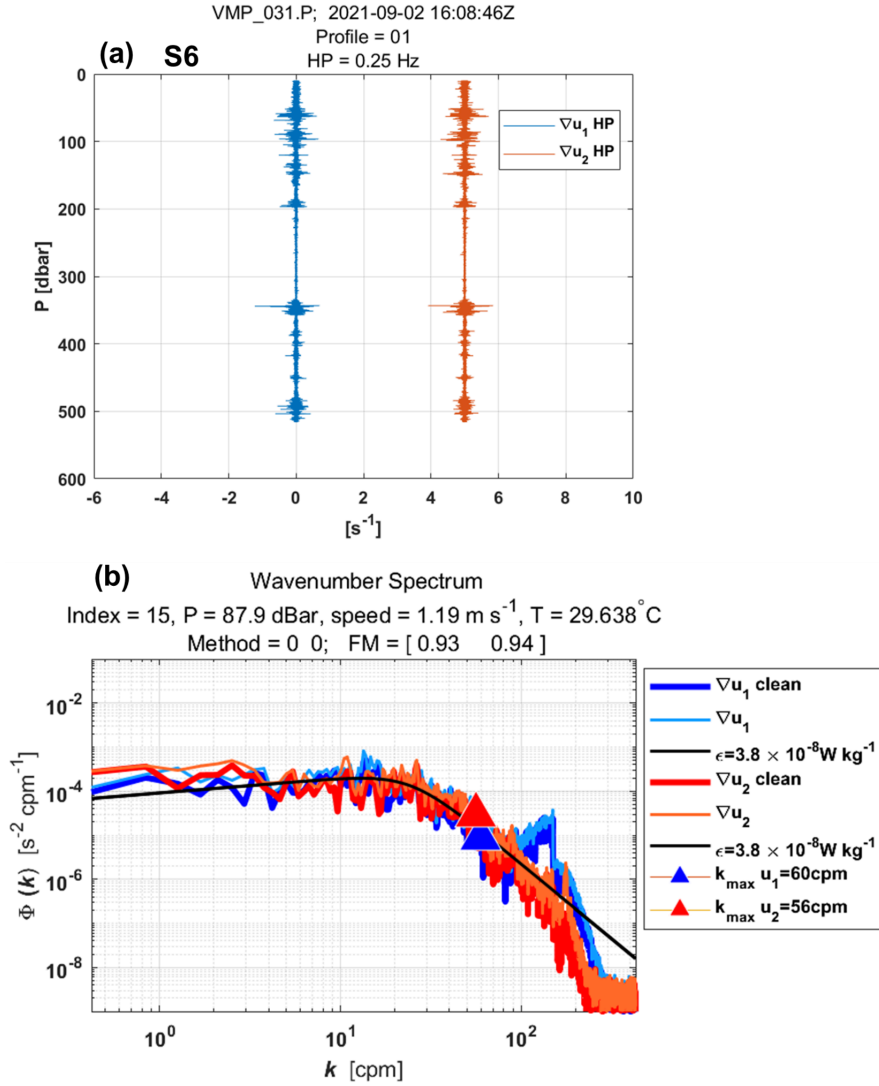 VMP_031.P; 2021-09-02 16:08:46Z
Profile = 01
HP = 0.25 Hz
(a) S6
0
100
200
300
400
500
600
P [dbar]
-6 -4 -2 0 2 4 6 8 10
[s⁻¹]
∇u₁ HP
∇u₂ HP
(b)
Wavenumber Spectrum
Index = 15, P = 87.9 dBar, speed = 1.19 m s⁻¹, T = 29.638°C
Method = 0 0; FM = [ 0.93 0.94 ]
10⁻²
10⁻⁴
10⁻⁶
10⁻⁸
Φ (k) [s⁻² cpm⁻¹]
10⁰ 10¹ 10²
k [cpm]
∇u₁ clean
∇u₁
ϵ=3.8 × 10⁻⁸W kg⁻¹
∇u₂ clean
∇u₂
ϵ=3.8 × 10⁻⁸W kg⁻¹
kₘₐₓ u₁=60cpm
kₘₐₓ u₂=56cpm